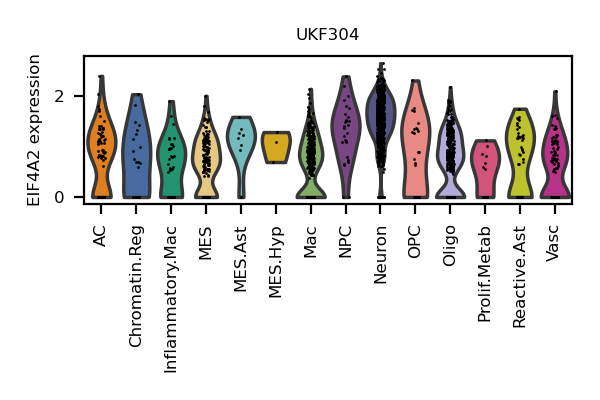 UKF304
EIF4A2 expression
2
0
AC
Chromatin.Reg
Inflammatory.Mac
MES
MES.Ast
MES.Hyp
Mac
NPC
Neuron
OPC
Oligo
Prolif.Metab
Reactive.Ast
Vasc